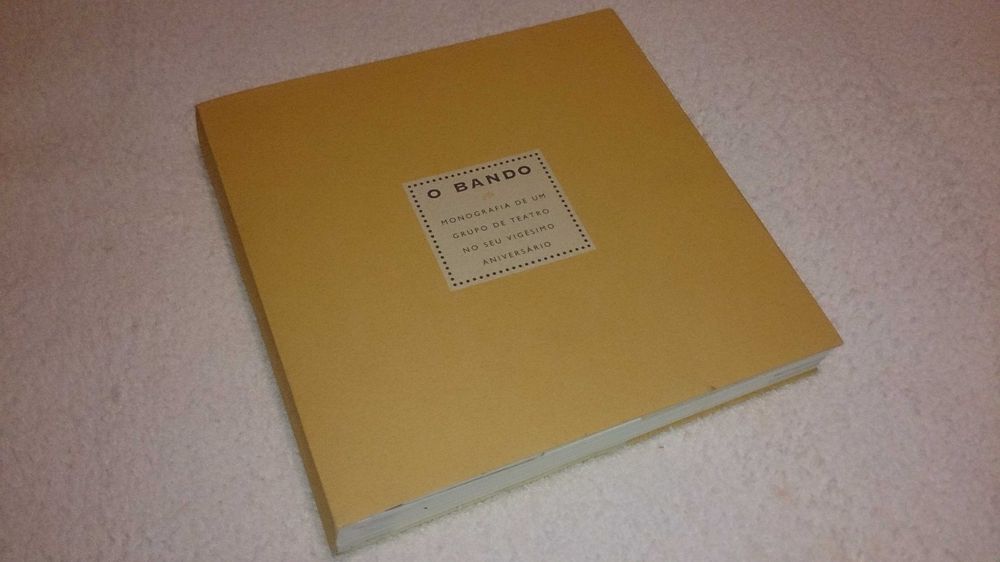 O BANDO
MONOGRAFIA DE UM
GRUPO DE TEATRO
NO SEU VIGÉSIMO
ANIVERSÁRIO